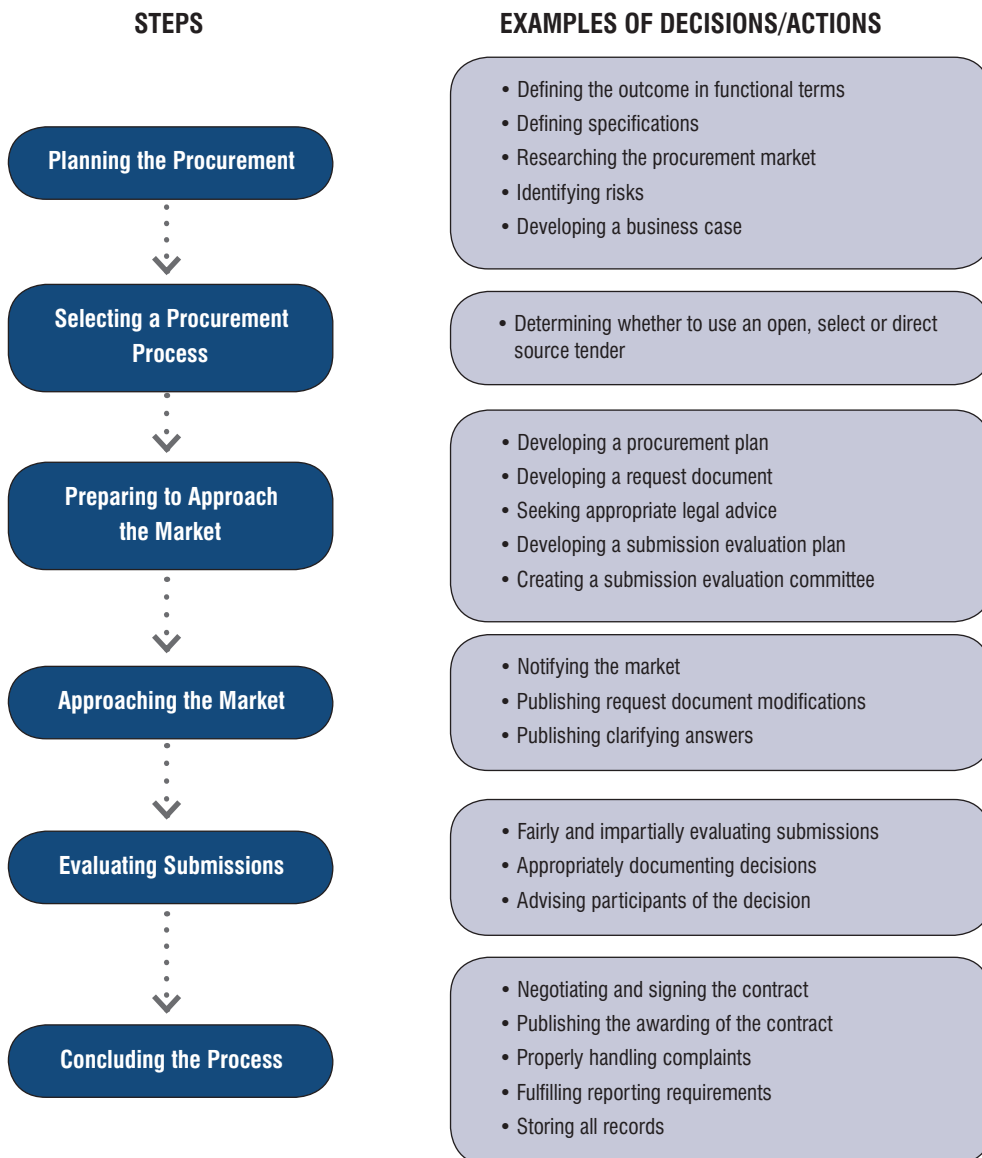 STEPS
EXAMPLES OF DECISIONS/ACTIONS
Planning the Procurement
• Defining the outcome in functional terms
• Defining specifications
• Researching the procurement market
• Identifying risks
• Developing a business case
Selecting a Procurement
Process
• Determining whether to use an open, select or direct
source tender
Preparing to Approach
the Market
• Developing a procurement plan
• Developing a request document
• Seeking appropriate legal advice
• Developing a submission evaluation plan
• Creating a submission evaluation committee
Approaching the Market
• Notifying the market
• Publishing request document modifications
• Publishing clarifying answers
Evaluating Submissions
• Fairly and impartially evaluating submissions
• Appropriately documenting decisions
• Advising participants of the decision
Concluding the Process
• Negotiating and signing the contract
• Publishing the awarding of the contract
• Properly handling complaints
• Fulfilling reporting requirements
• Storing all records